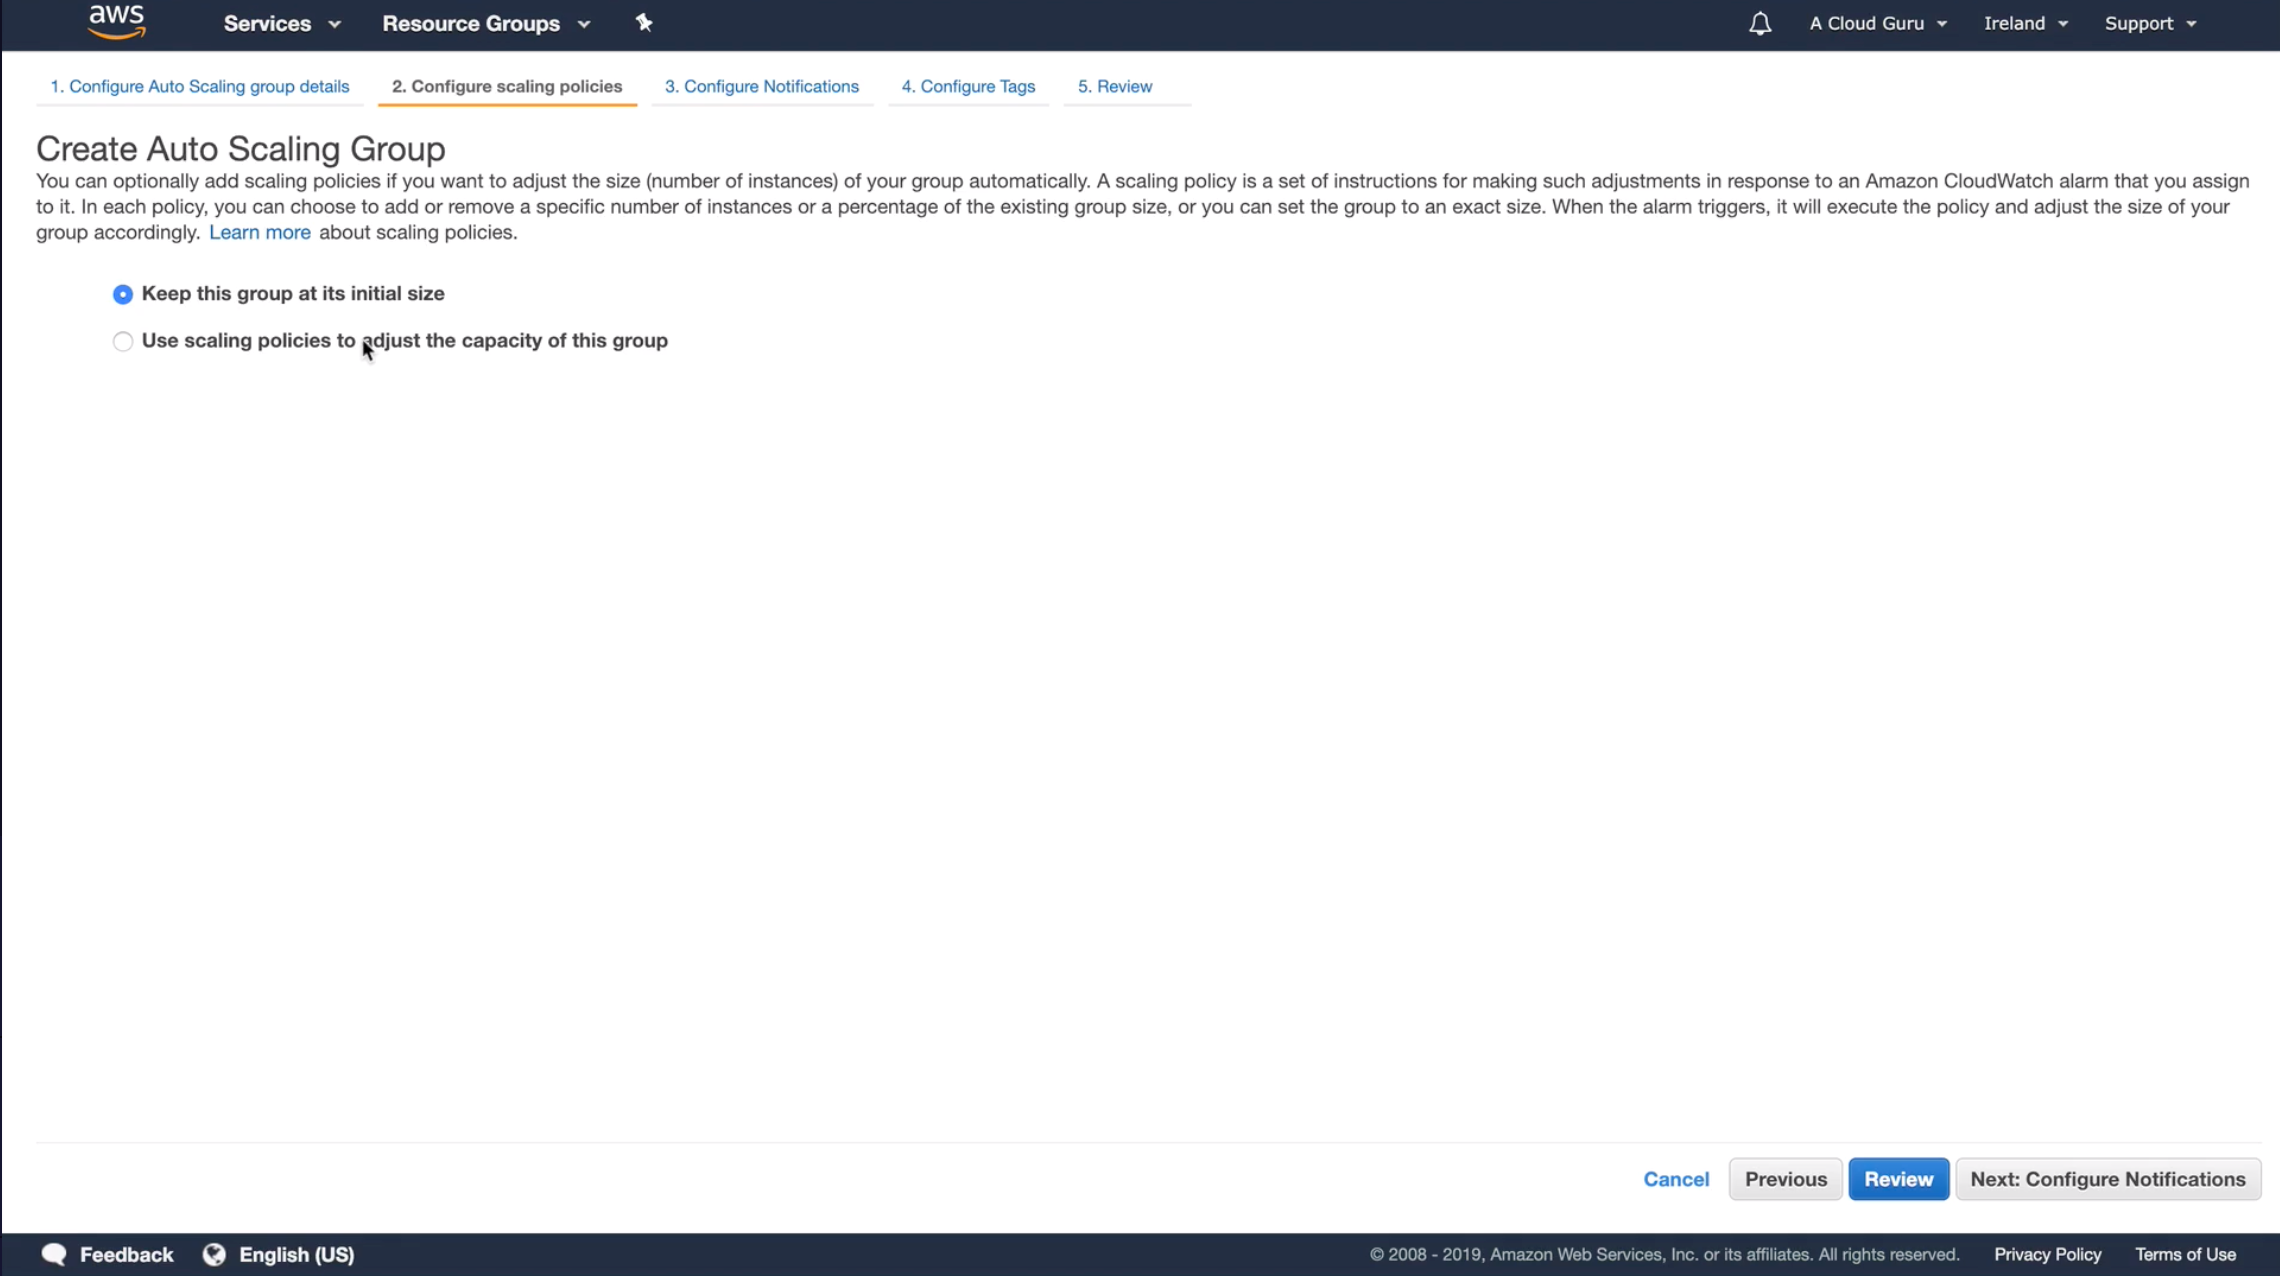 aws Services Resource Groups A Cloud Guru Ireland Support
1. Configure Auto Scaling group details 2. Configure scaling policies 3. Configure Notifications 4. Configure Tags 5. Review
Create Auto Scaling Group
You can optionally add scaling policies if you want to adjust the size (number of instances) of your group automatically. A scaling policy is a set of instructions for making such adjustments in response to an Amazon CloudWatch alarm that you assign
to it. In each policy, you can choose to add or remove a specific number of instances or a percentage of the existing group size, or you can set the group to an exact size. When the alarm triggers, it will execute the policy and adjust the size of your
group accordingly. Learn more about scaling policies.
Keep this group at its initial size
Use scaling policies to adjust the capacity of this group
Cancel Previous Review Next: Configure Notifications
Feedback English (US) © 2008 - 2019, Amazon Web Services, Inc. or its affiliates. All rights reserved. Privacy Policy Terms of Use